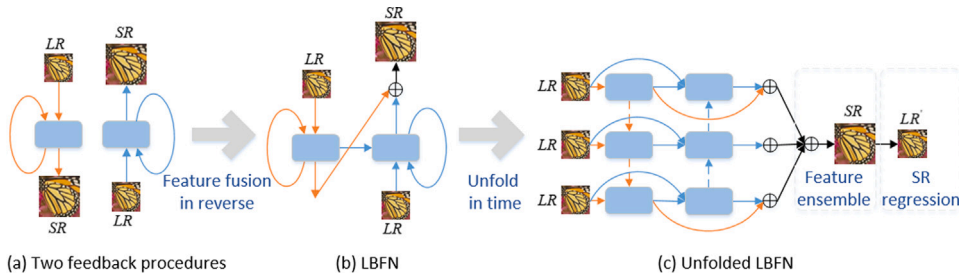 LR
SR
SR
LR
(a) Two feedback procedures
Feature fusion
in reverse
SR
LR
LR
(b) LBFN
Unfold
in time
LR
LR
LR
SR
LR'
Feature
ensemble
SR
regression
(c) Unfolded LBFN